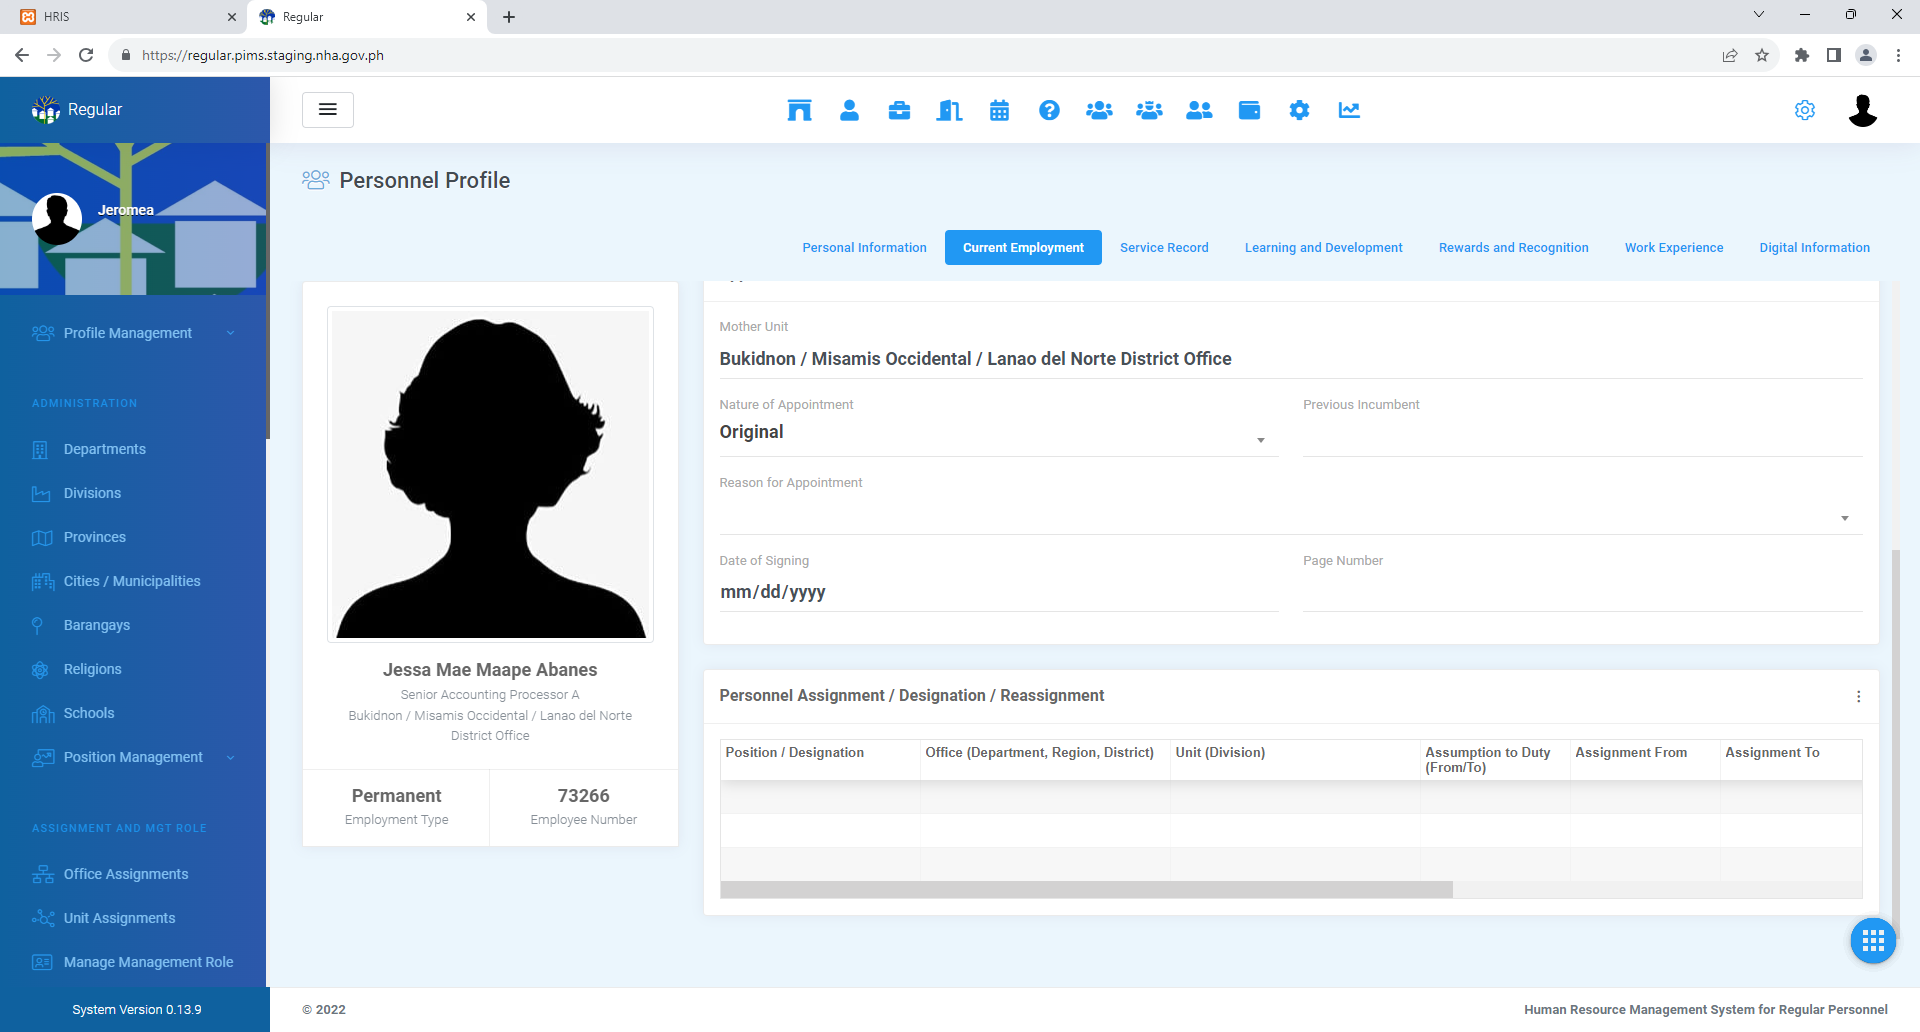 HRIS
Regular
https://regular.pims.staging.nha.gov.ph
Regular
Jeromea
Profile Management
ADMINISTRATION
Departments
Divisions
Provinces
Cities / Municipalities
Barangays
Religions
Schools
Position Management
ASSIGNMENT AND MGT ROLE
Office Assignments
Unit Assignments
Manage Management Role
System Version 0.13.9
Personnel Profile
Personal Information
Current Employment
Service Record
Learning and Development
Rewards and Recognition
Work Experience
Digital Information
Jessa Mae Maape Abanes
Senior Accounting Processor A
Bukidnon / Misamis Occidental / Lanao del Norte
District Office
Permanent
Employment Type
73266
Employee Number
Mother Unit
Bukidnon / Misamis Occidental / Lanao del Norte District Office
Nature of Appointment
Original
Previous Incumbent
Reason for Appointment
Date of Signing
mm/dd/yyyy
Page Number
Personnel Assignment / Designation / Reassignment
Position / Designation
Office (Department, Region, District)
Unit (Division)
Assumption to Duty
(From/To)
Assignment From
Assignment To
© 2022
Human Resource Management System for Regular Personnel